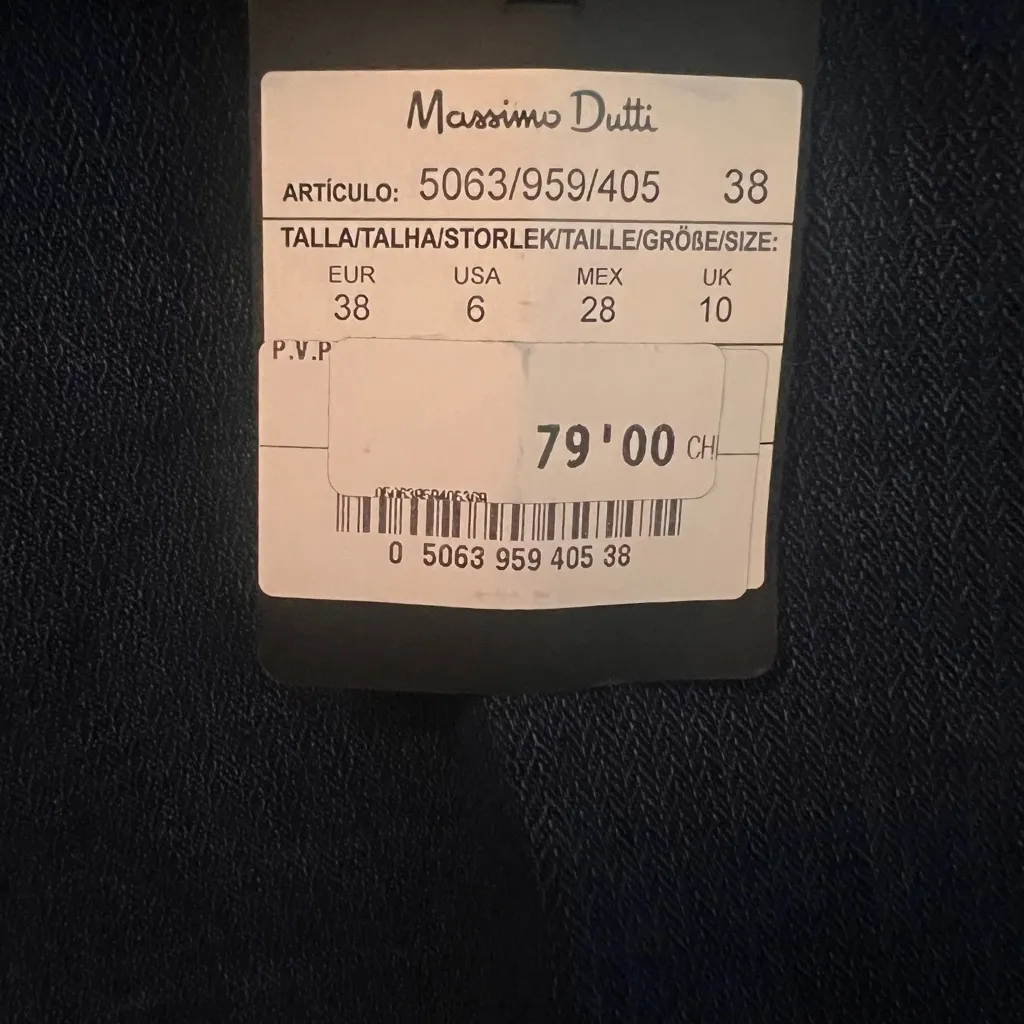 Massimo Dutti
ARTÍCULO: 5063/959/405 38
TALLA/TALHA/STORLEK/TAILLE/GRÖßE/SIZE:
EUR USA MEX UK
38 6 28 10
P.V.P
79'00 CH
0 5063 959 405 38